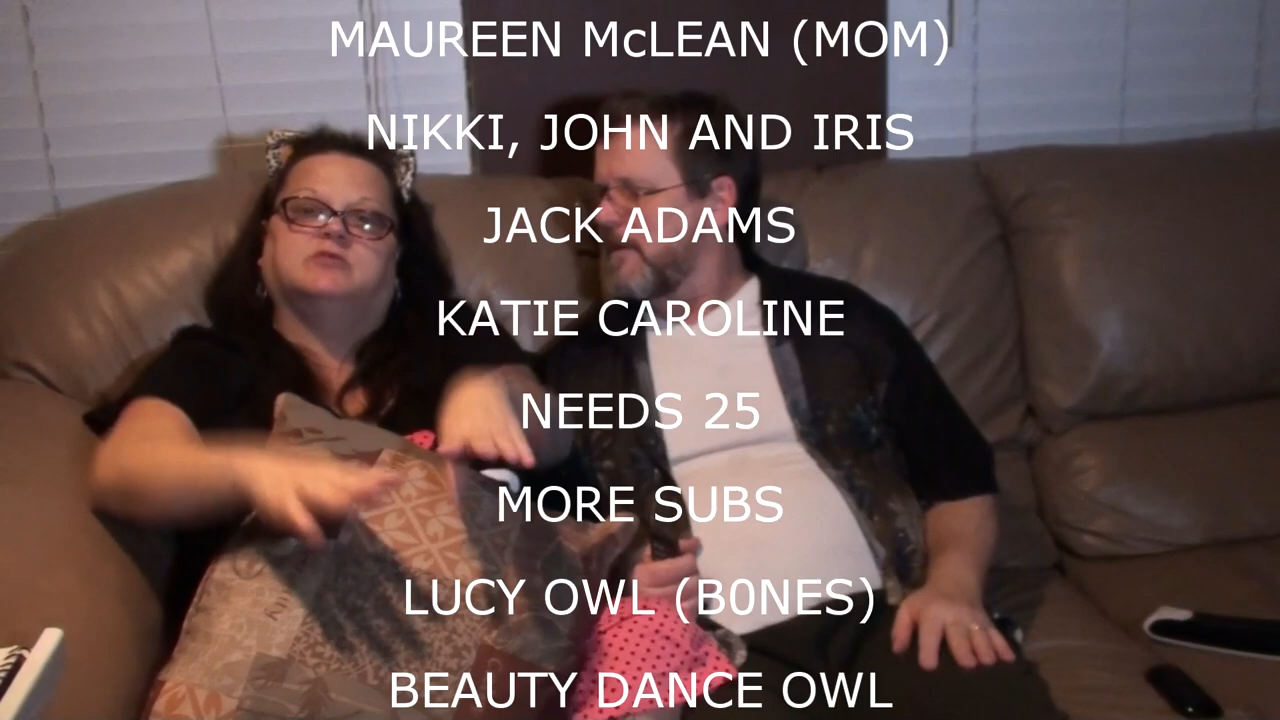 MAUREEN McLEAN (MOM)
NIKKI, JOHN AND IRIS
JACK ADAMS
KATIE CAROLINE
NEEDS 25
MORE SUBS
LUCY OWL (B0NES)
BEAUTY DANCE OWL